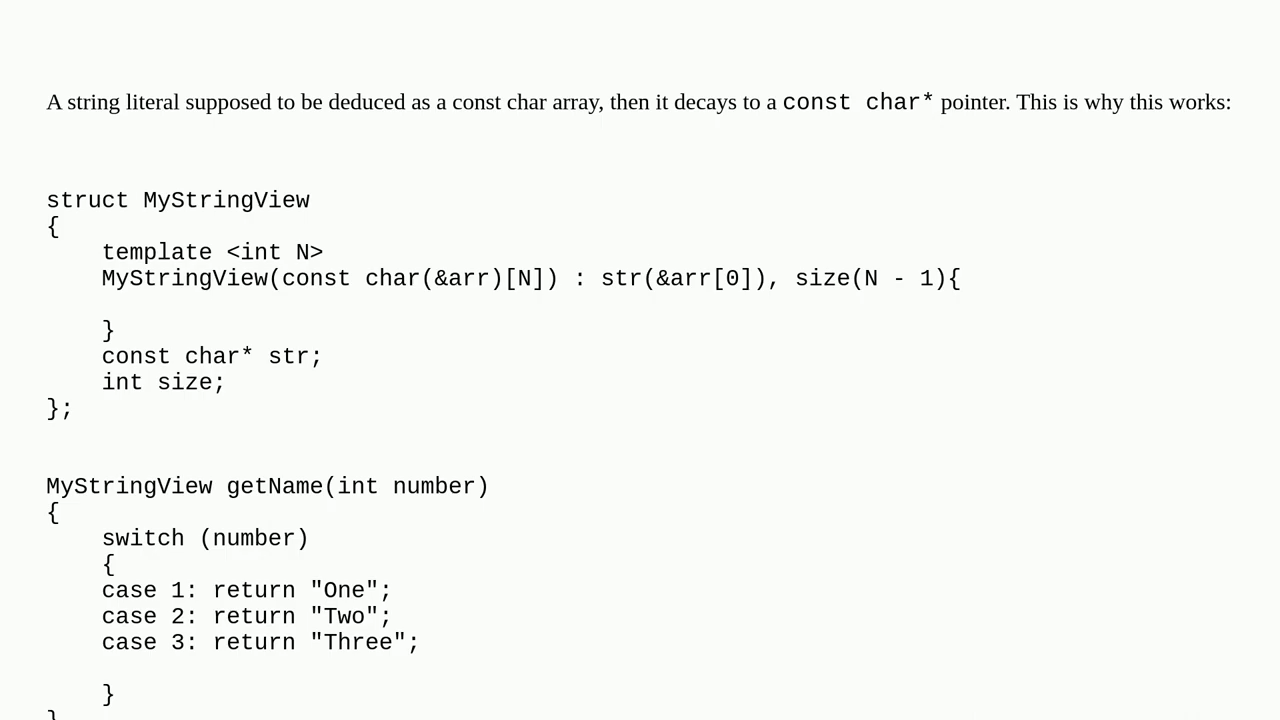 A string literal supposed to be deduced as a const char array, then it decays to a const char* pointer. This is why this works:
struct MyStringView
{
    template <int N>
    MyStringView(const char(&arr)[N]) : str(&arr[0]), size(N - 1){
    }
    const char* str;
    int size;
};
MyStringView getName(int number)
{
    switch (number)
    {
    case 1: return "One";
    case 2: return "Two";
    case 3: return "Three";
    }
}